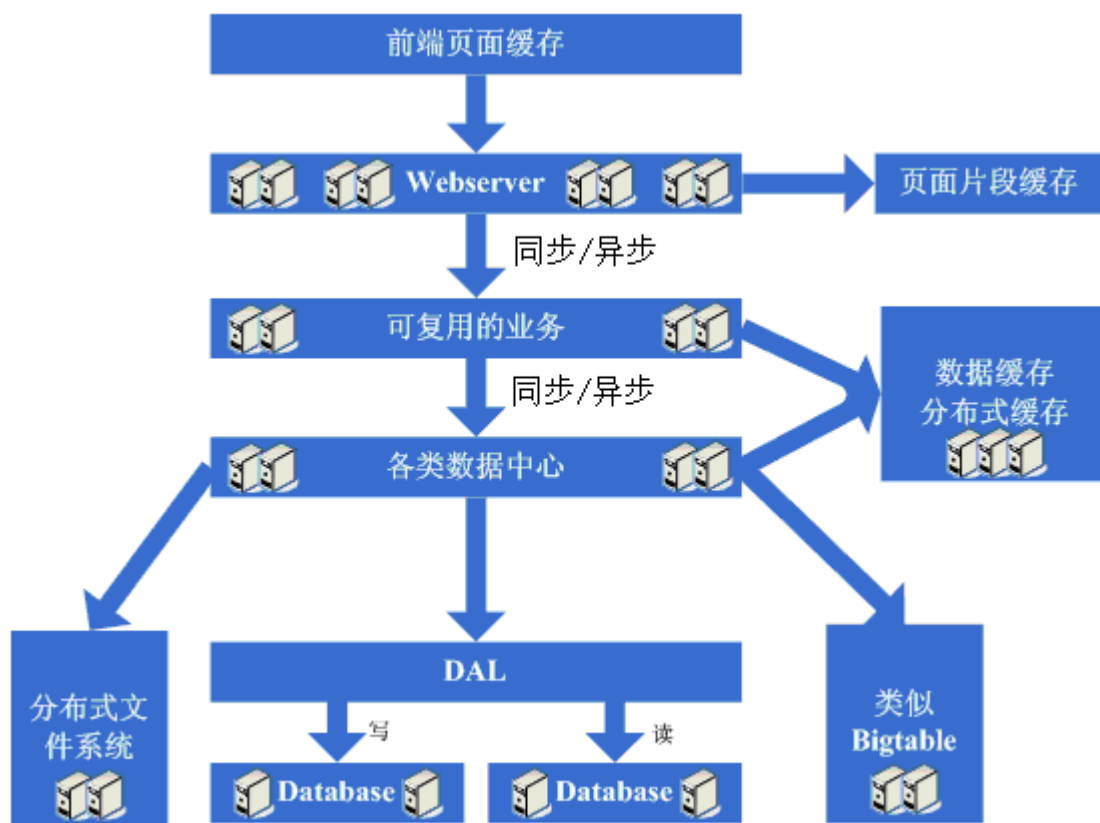 前端页面缓存
Webserver
页面片段缓存
同步/异步
可复用的业务
数据缓存
分布式缓存
同步/异步
各类数据中心
DAL
分布式文
件系统
类似
Bigtable
写
读
Database
Database